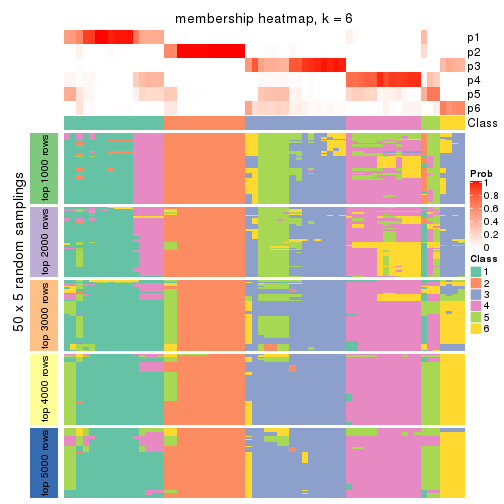 membership heatmap, k = 6
p1
p2
p3
p4
p5
p6
Class
50 x 5 random samplings
top 1000 rows
top 2000 rows
top 3000 rows
top 4000 rows
top 5000 rows
Prob
1
0.8
0.6
0.4
0.2
0
Class
1
2
3
4
5
6